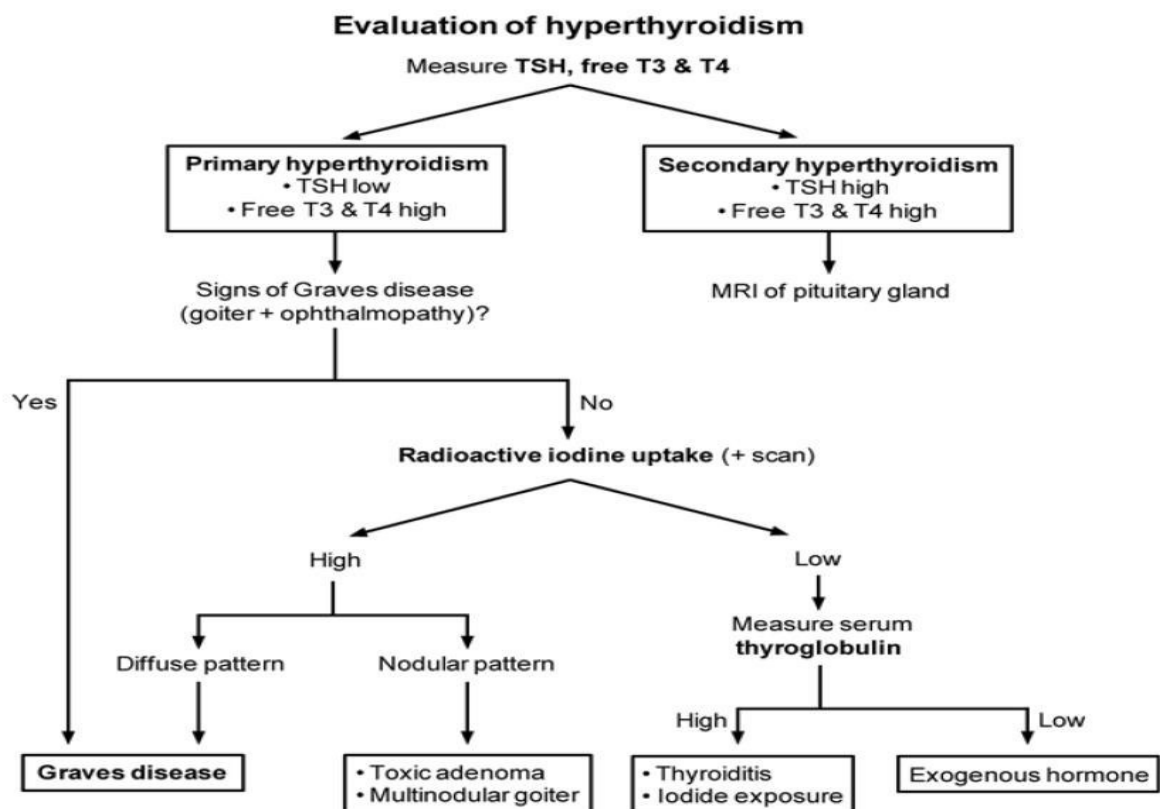 Evaluation of hyperthyroidism
Measure TSH, free T3 & T4
Primary hyperthyroidism
• TSH low
• Free T3 & T4 high
Secondary hyperthyroidism
• TSH high
• Free T3 & T4 high
Signs of Graves disease
(goiter + ophthalmopathy)?
MRI of pituitary gland
Yes
No
Radioactive iodine uptake (+ scan)
High
Low
Diffuse pattern
Nodular pattern
Measure serum
thyroglobulin
High
Low
Graves disease
• Toxic adenoma
• Multinodular goiter
• Thyroiditis
• Iodide exposure
Exogenous hormone